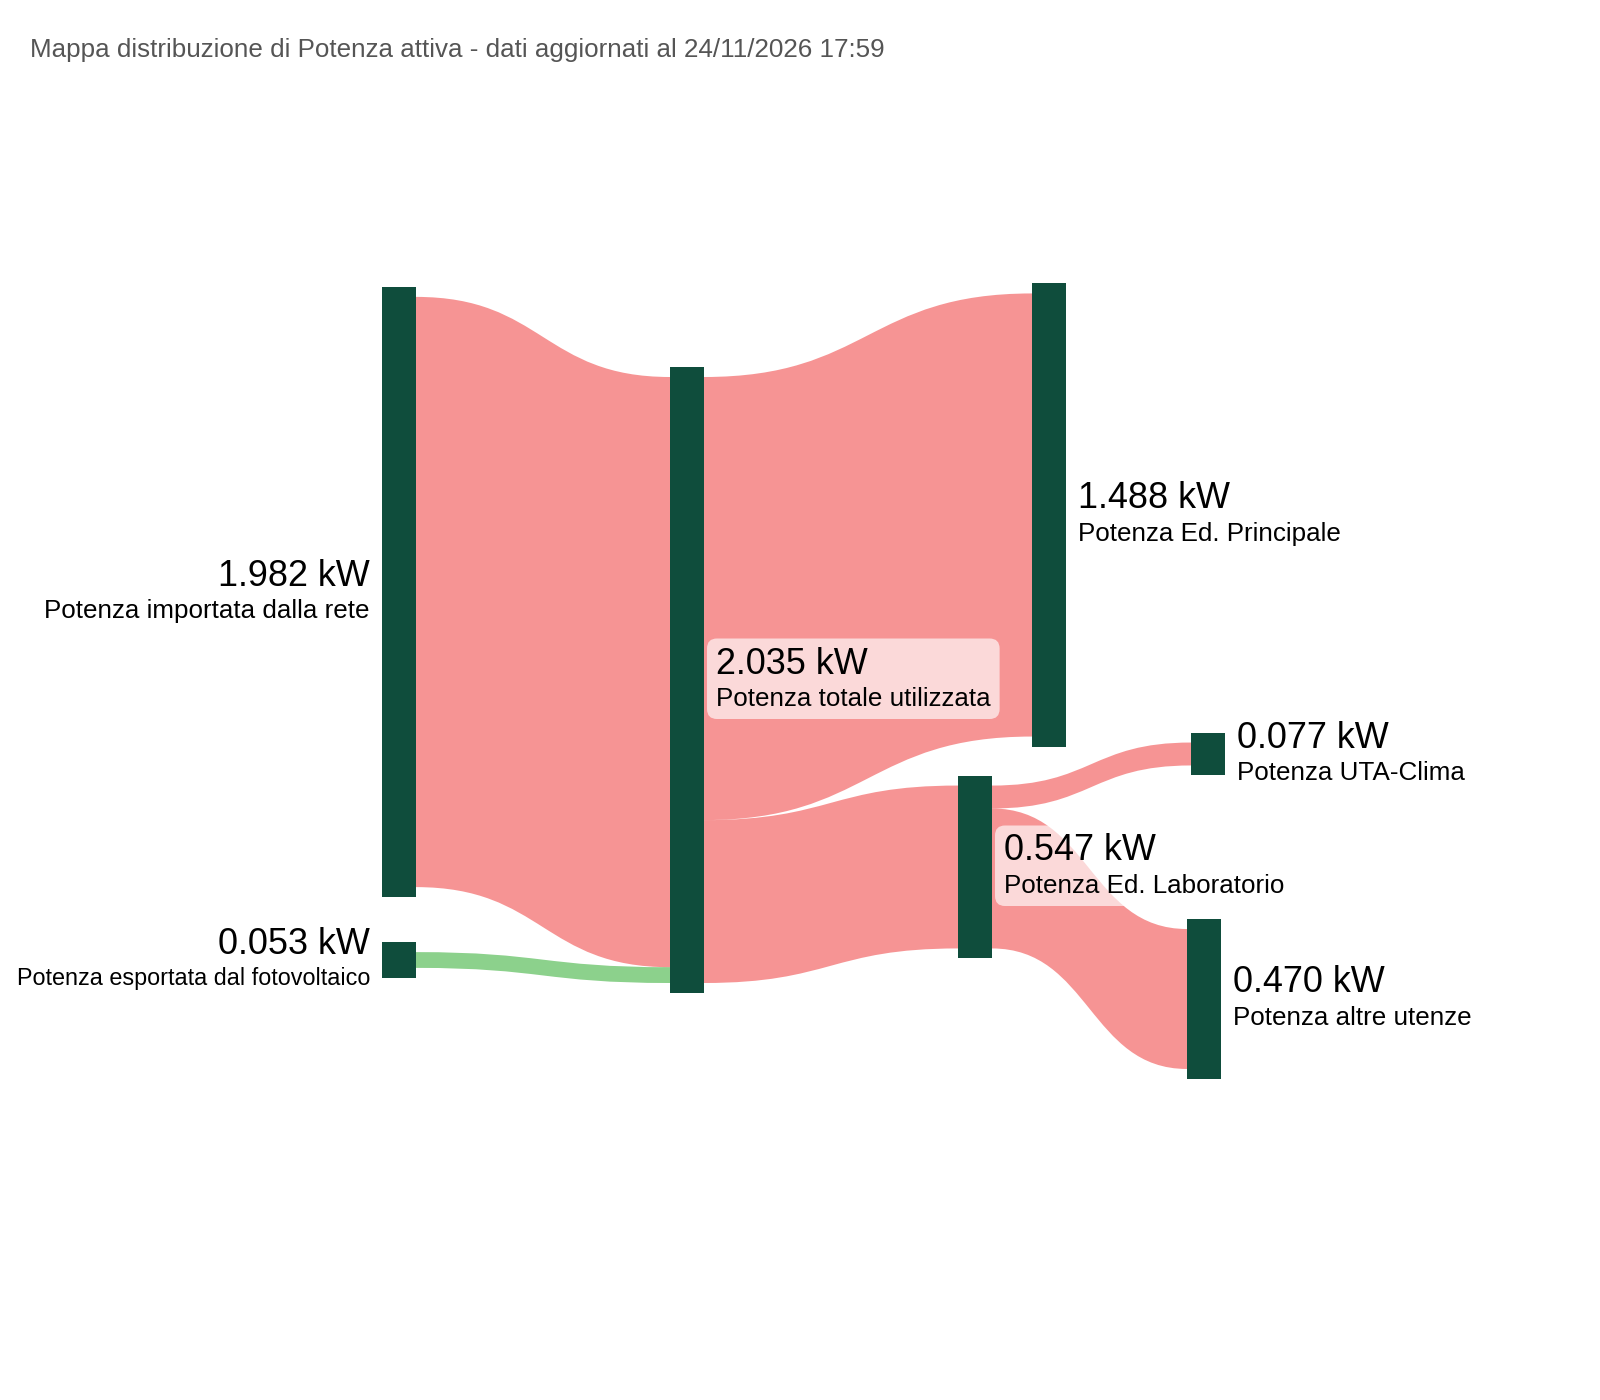 Mappa distribuzione di Potenza attiva - dati aggiornati al 24/11/2026 17:59
1.982 kW
Potenza importata dalla rete
0.053 kW
Potenza esportata dal fotovoltaico
2.035 kW
Potenza totale utilizzata
1.488 kW
Potenza Ed. Principale
0.547 kW
Potenza Ed. Laboratorio
0.077 kW
Potenza UTA-Clima
0.470 kW
Potenza altre utenze